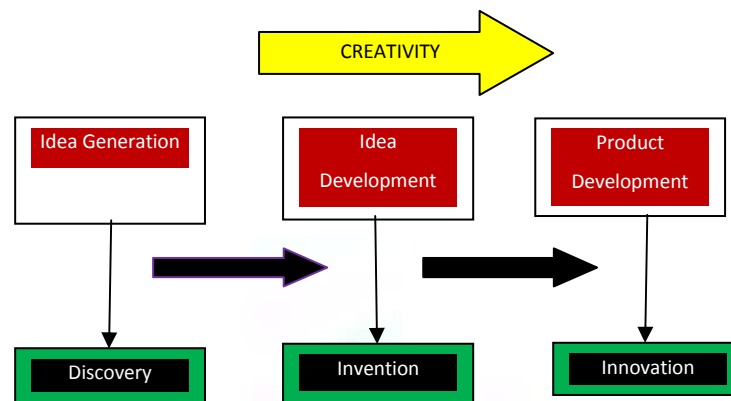 CREATIVITY
Idea Generation
Idea
Development
Product
Development
Discovery
Invention
Innovation